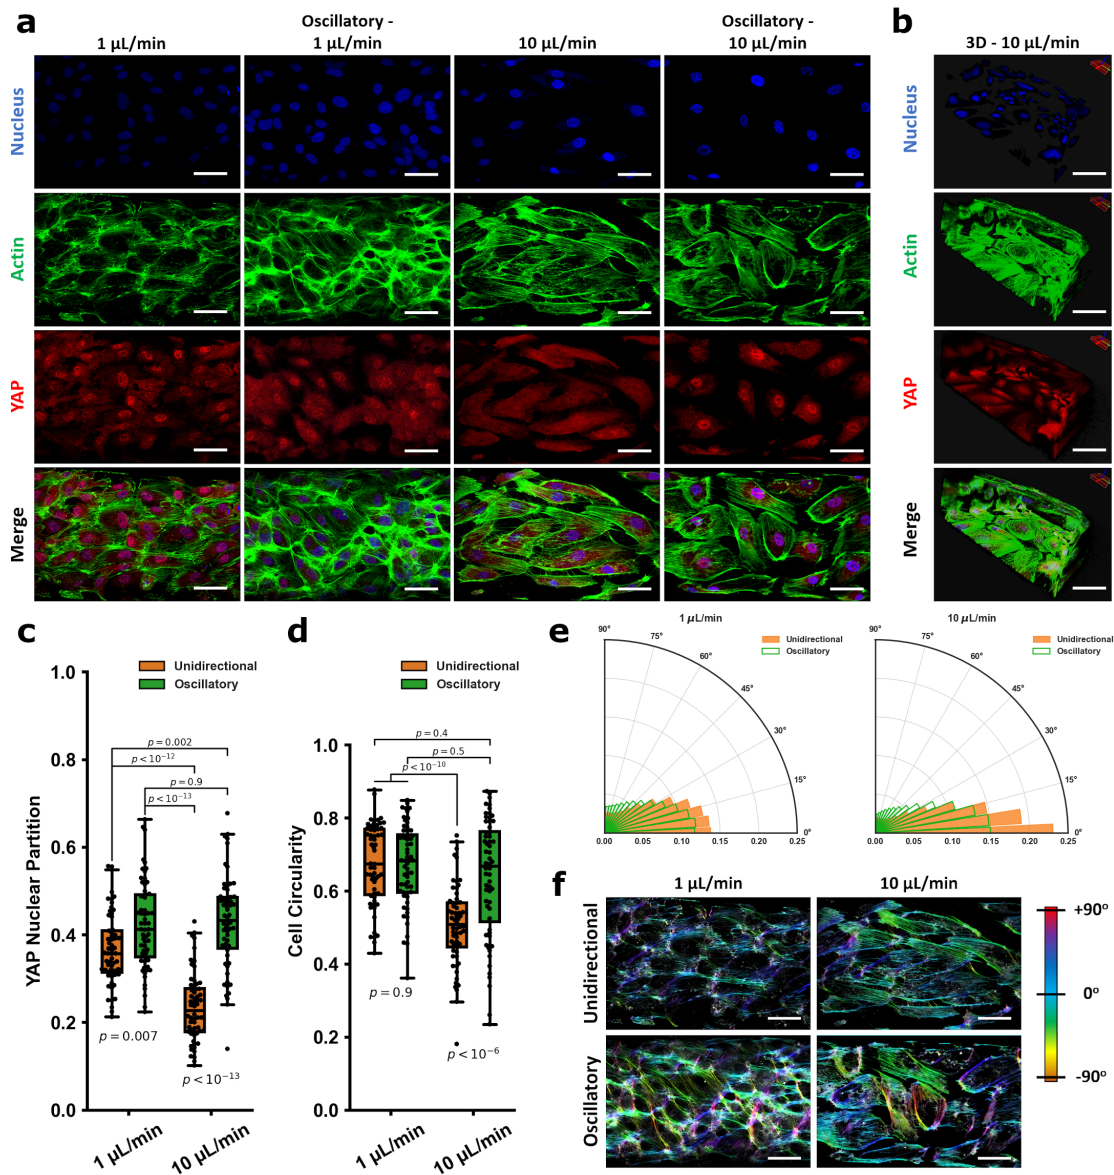 a
Oscillatory -
Oscillatory -
b
1 µL/min
1 µL/min
10 µL/min
10 µL/min
3D - 10 µL/min
Nucleus
Nucleus
Actin
Actin
YAP
YAP
Merge
Merge
c
Unidirectional
Oscillatory
YAP Nuclear Partition
1.0
0.8
0.6
0.4
0.2
0.0
p = 0.002
p < 10⁻¹²
p = 0.9
p < 10⁻¹³
p = 0.007
p < 10⁻¹³
1 µL/min
10 µL/min
d
Unidirectional
Oscillatory
Cell Circularity
1.0
0.8
0.6
0.4
0.2
0.0
p = 0.4
p = 0.5
p < 10⁻¹⁰
p = 0.9
p < 10⁻⁶
1 µL/min
10 µL/min
e
1 µL/min
Unidirectional
Oscillatory
90°
75°
60°
45°
30°
15°
0°
0.00
0.05
0.10
0.15
0.20
0.25
10 µL/min
Unidirectional
Oscillatory
90°
75°
60°
45°
30°
15°
0°
0.00
0.05
0.10
0.15
0.20
0.25
f
1 µL/min
10 µL/min
Unidirectional
Oscillatory
+90°
0°
-90°